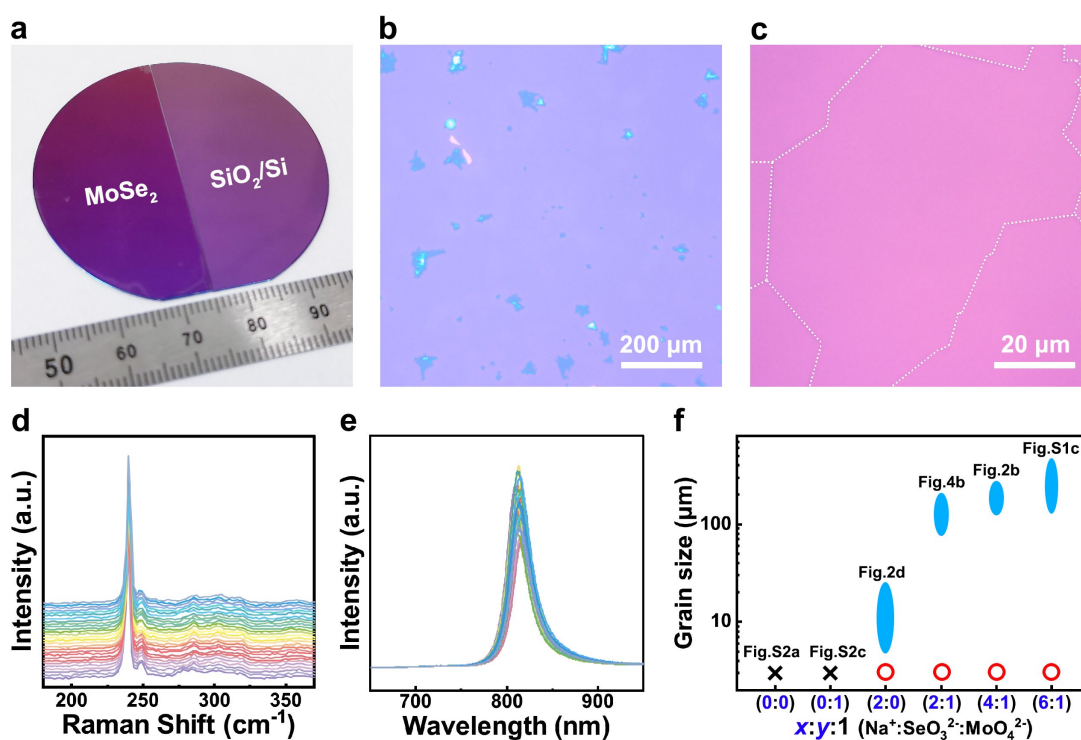 a
MoSe₂
SiO₂/Si
50 60 70 80 90
b
200 µm
c
20 µm
d
Intensity (a.u.)
200 250 300 350
Raman Shift (cm⁻¹)
e
Intensity (a.u.)
700 800 900
Wavelength (nm)
f
Grain size (µm)
100
10
Fig.S2a
Fig.S2c
Fig.2d
Fig.4b
Fig.2b
Fig.S1c
(0:0) (0:1) (2:0) (2:1) (4:1) (6:1)
x:y:1 (Na⁺:SeO₃²⁻:MoO₄²⁻)